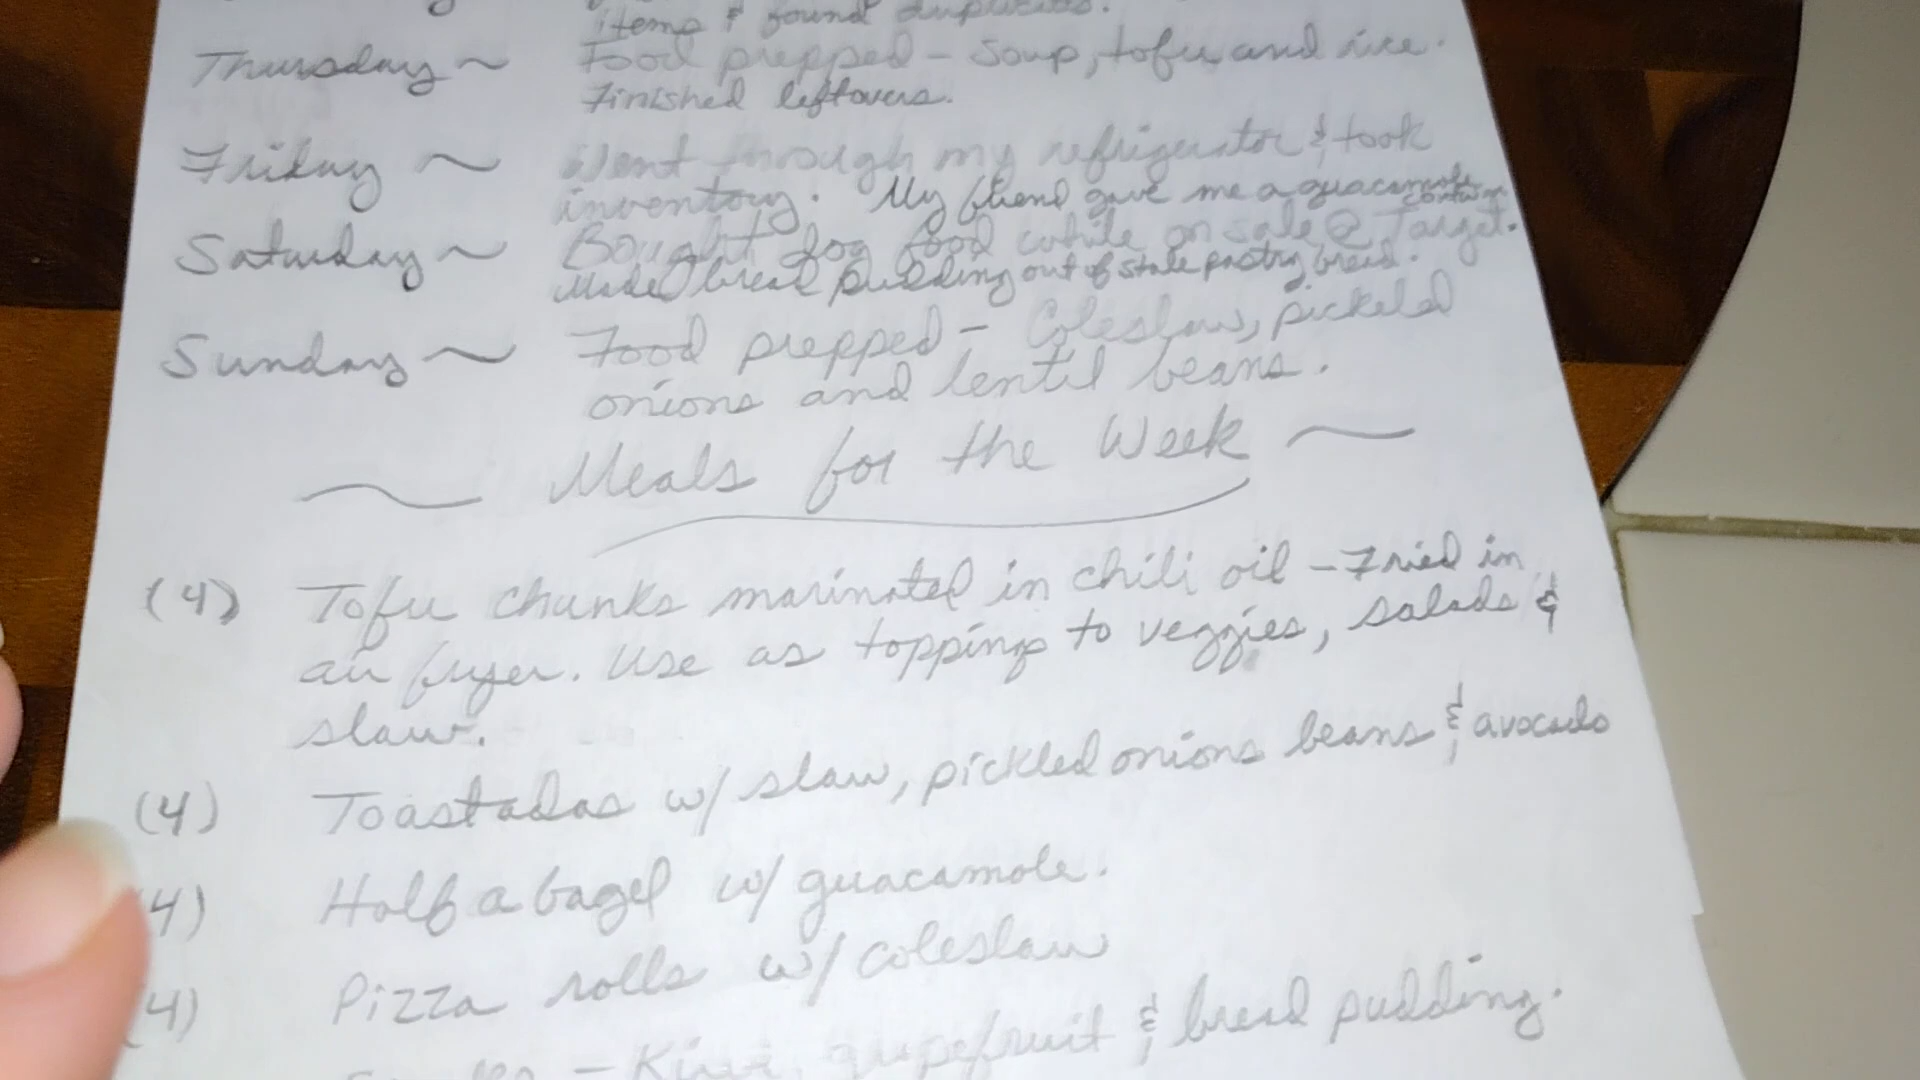 items & found duplicates.
Thursday ~ Food prepped - Soup, tofu and rice.
Finished leftovers.
Friday ~ Went through my refrigerator & took
inventory. My friend gave me a guacamole
container
Saturday ~ Bought dog food while on sale @ Target.
Made bread pudding out of stale pastry bread.
Sunday ~ Food prepped - Coleslaw, pickeled
onions and lentil beans.
~ Meals for the Week ~
(4) Tofu chunks marinated in chili oil - Fried in
air fryer. Use as topping to veggies, salads &
slaw.
(4) Toastadas w/ slaw, pickled onions beans & avocado
4) Half a bagel w/ guacamole.
4) Pizza rolls w/ coleslaw
- Kiwi, grapefruit & bread pudding.